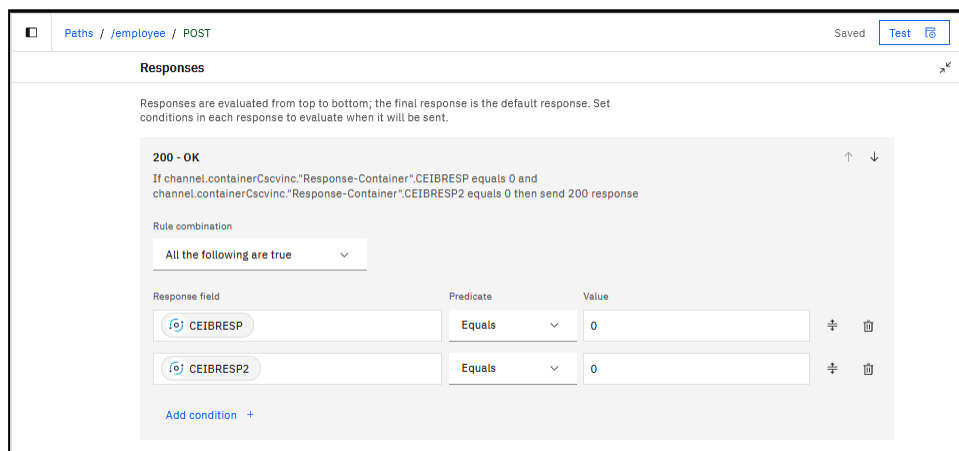 Paths / /employee / POST
Saved
Test
Responses
Responses are evaluated from top to bottom; the final response is the default response. Set
conditions in each response to evaluate when it will be sent.
200 - OK
If channel.containerCscvinc."Response-Container".CEIBRESP equals 0 and
channel.containerCscvinc."Response-Container".CEIBRESP2 equals 0 then send 200 response
Rule combination
All the following are true
Response field Predicate Value
CEIBRESP Equals 0
CEIBRESP2 Equals 0
Add condition +